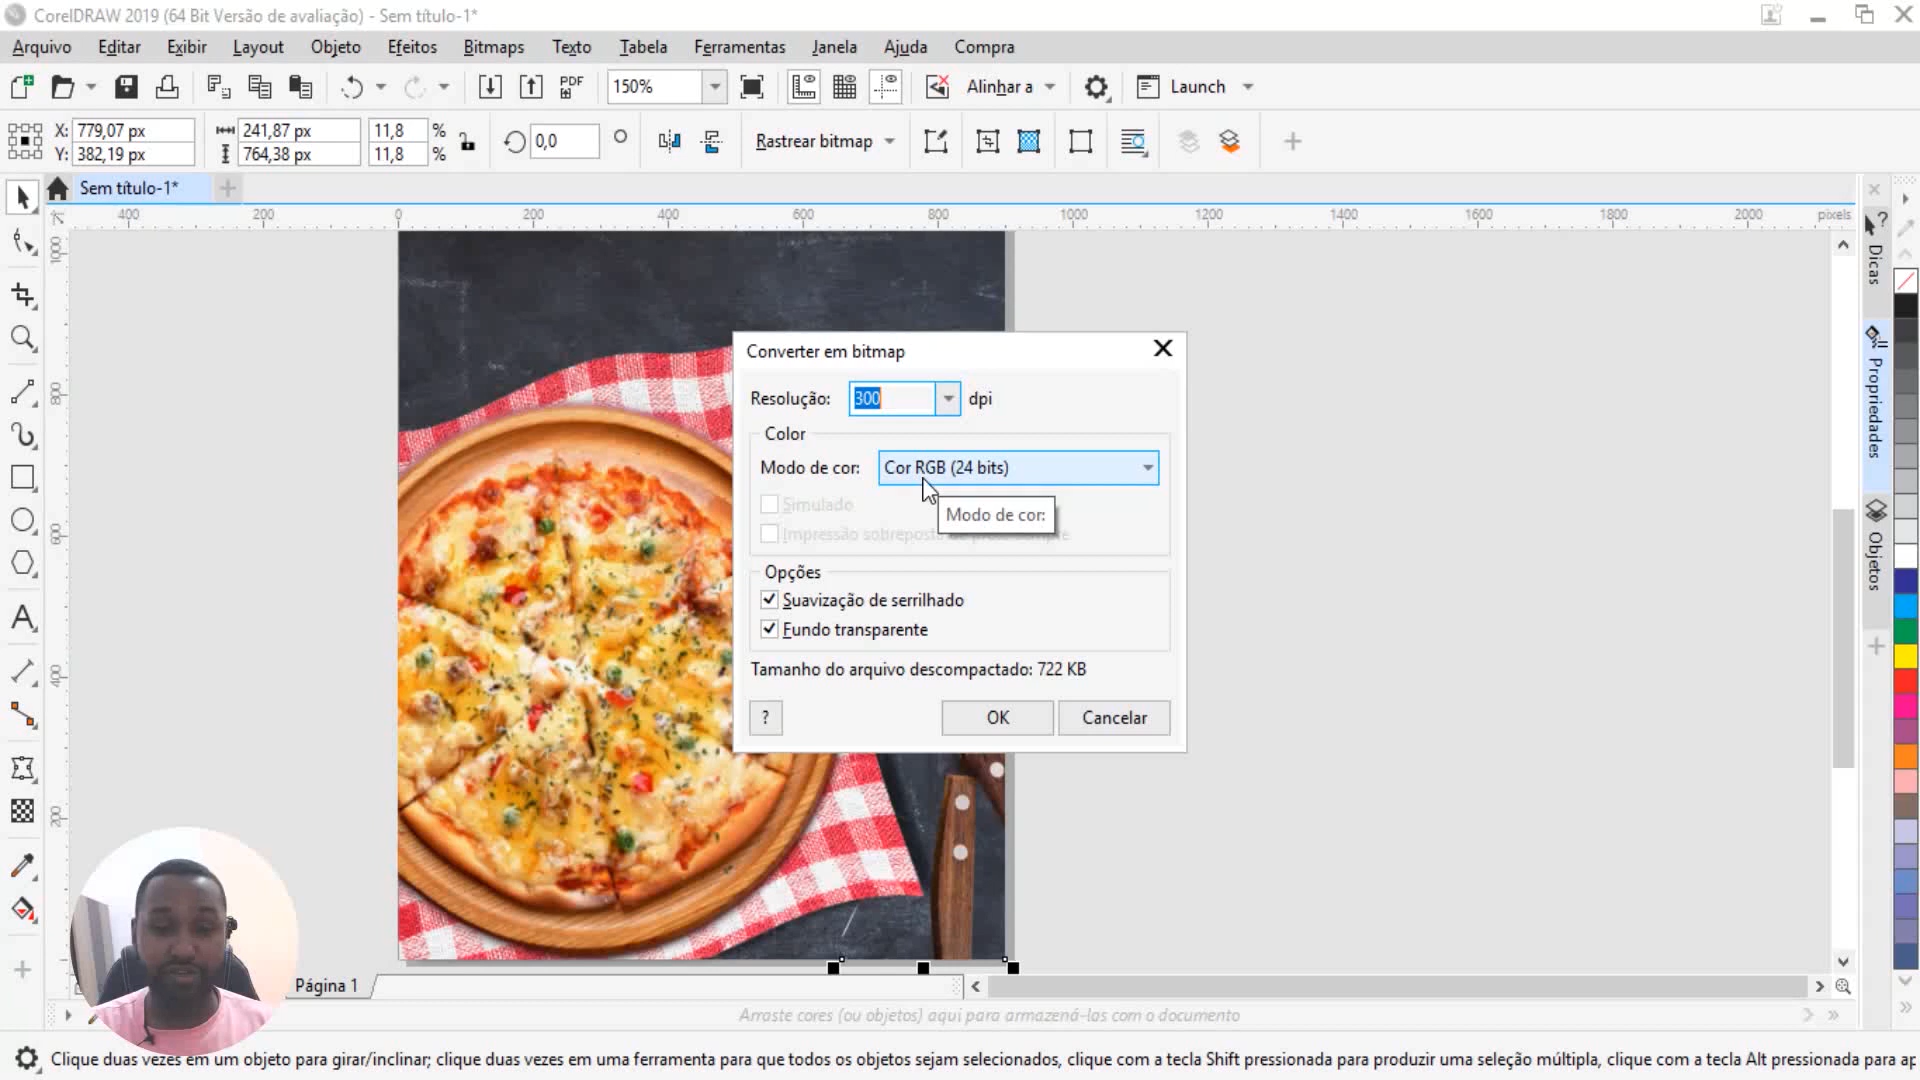 CorelDRAW 2019 (64 Bit Versão de avaliação) - Sem título-1*
Arquivo Editar Exibir Layout Objeto Efeitos Bitmaps Texto Tabela Ferramentas Janela Ajuda Compra
PDF 150% Alinhar a Launch
X: 779,07 px 241,87 px 11,8 % 0,0 Rastrear bitmap
Y: 382,19 px 764,38 px 11,8 %
Sem título-1*
400 200 0 200 400 600 800 1000 1200 1400 1600 1800 2000 pixels
1000
800
600
400
200
Dicas
Propriedades
Objetos
Converter em bitmap
Resolução: 300 dpi
Color
Modo de cor: Cor RGB (24 bits)
Simulado
Modo de cor:
Impressão sobreposta
Opções
Suavização de serrilhado
Fundo transparente
Tamanho do arquivo descompactado: 722 KB
? OK Cancelar
Página 1
Arraste cores (ou objetos) aqui para armazená-las com o documento
Clique duas vezes em um objeto para girar/inclinar; clique duas vezes em uma ferramenta para que todos os objetos sejam selecionados, clique com a tecla Shift pressionada para produzir uma seleção múltipla, clique com a tecla Alt pressionada para ap